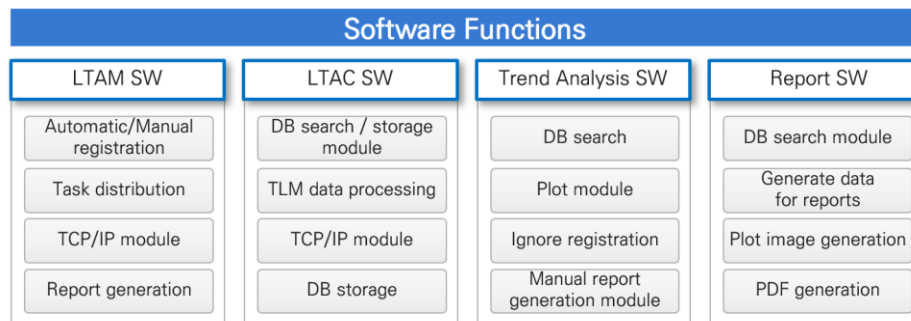 Software Functions
LTAM SW
Automatic/Manual
registration
Task distribution
TCP/IP module
Report generation
LTAC SW
DB search / storage
module
TLM data processing
TCP/IP module
DB storage
Trend Analysis SW
DB search
Plot module
Ignore registration
Manual report
generation module
Report SW
DB search module
Generate data
for reports
Plot image generation
PDF generation